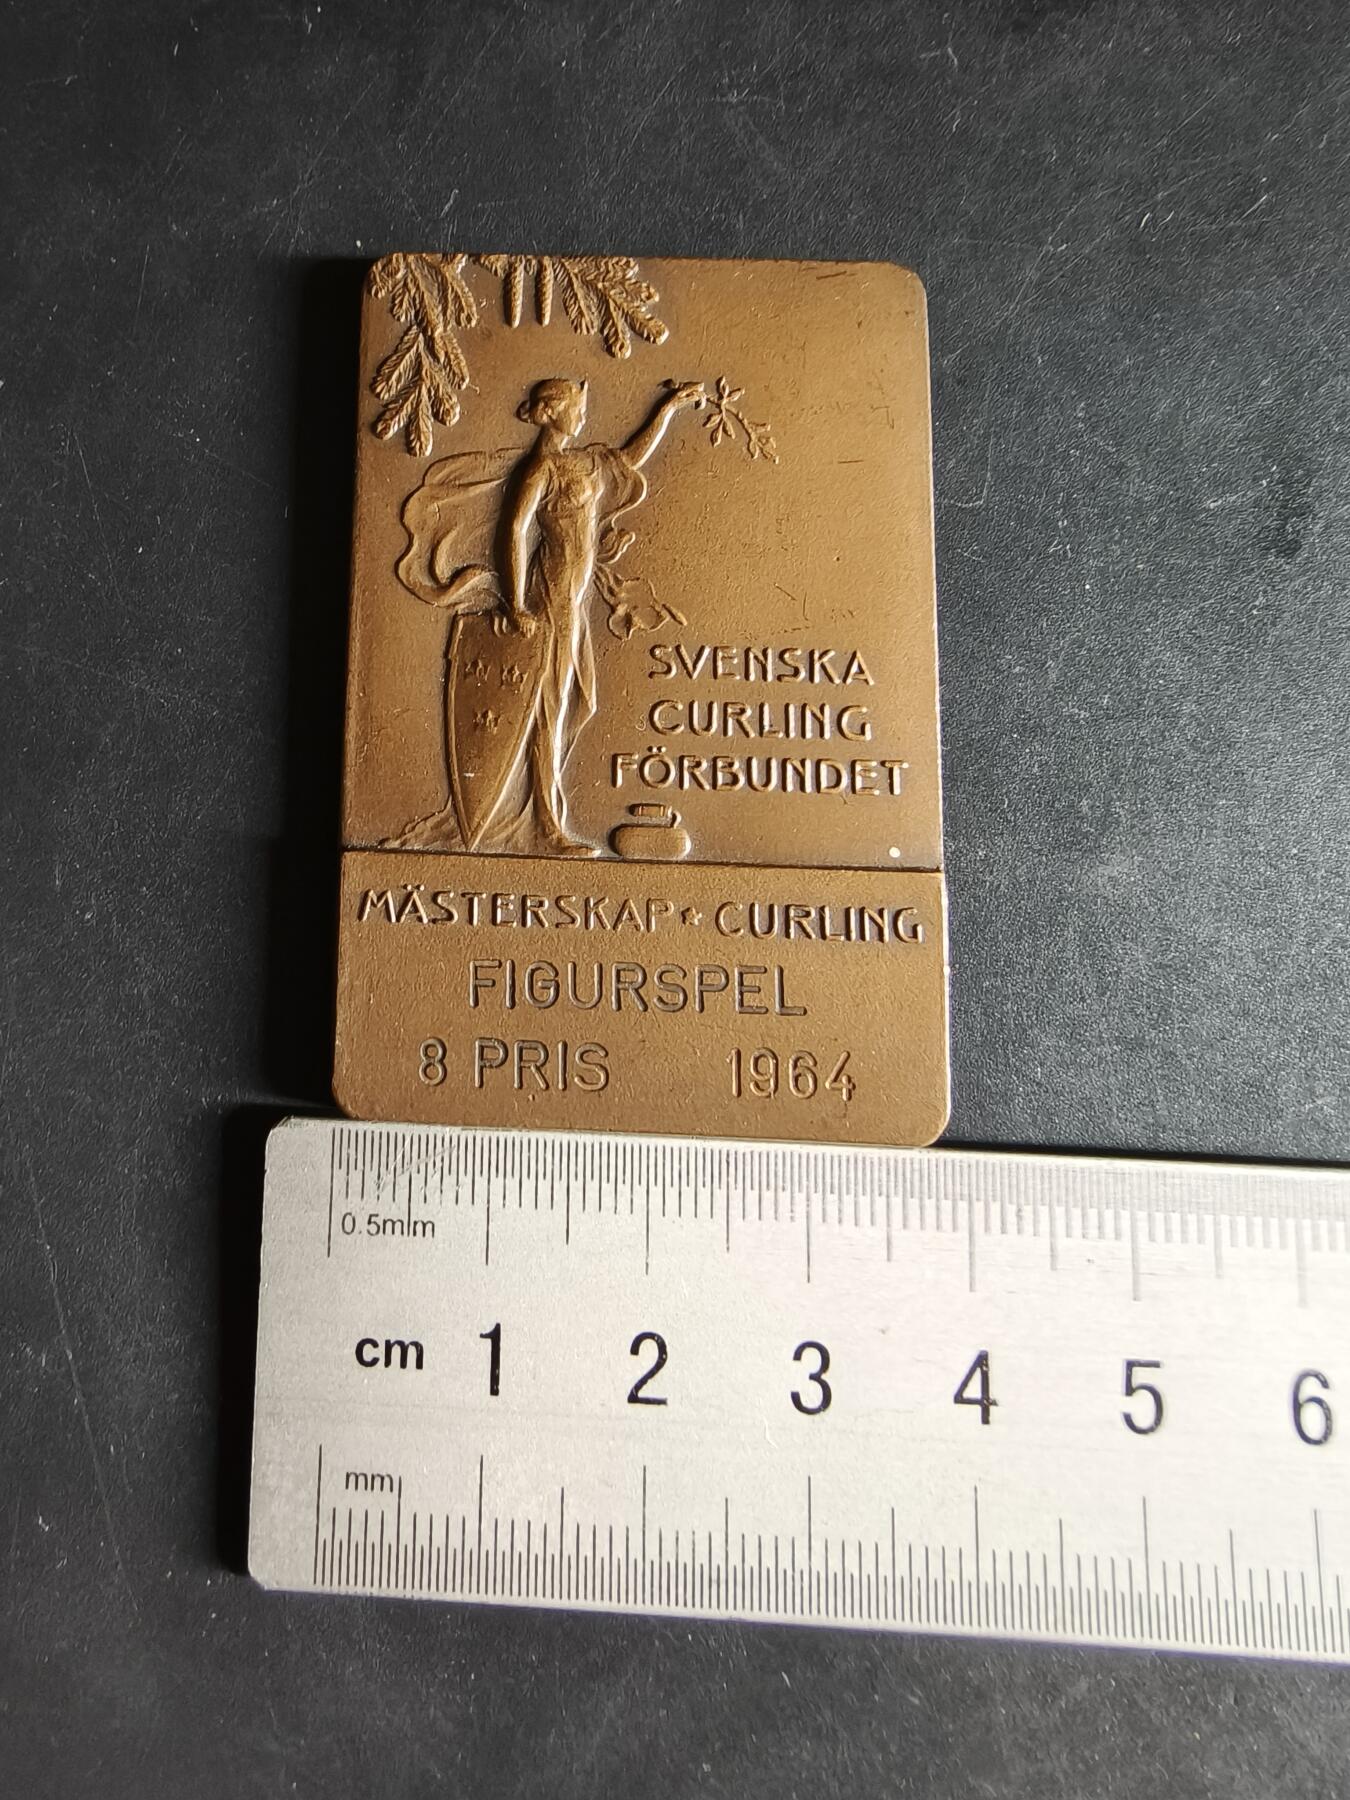 SVENSKA
CURLING
FÖRBUNDET
MÄSTERSKAP * CURLING
FIGURSPEL
8 PRIS 1964
0.5mm
cm 1 2 3 4 5 6
mm